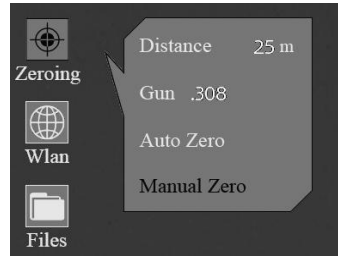 Zeroing
Distance 25 m
Gun .308
Auto Zero
Manual Zero
Wlan
Files